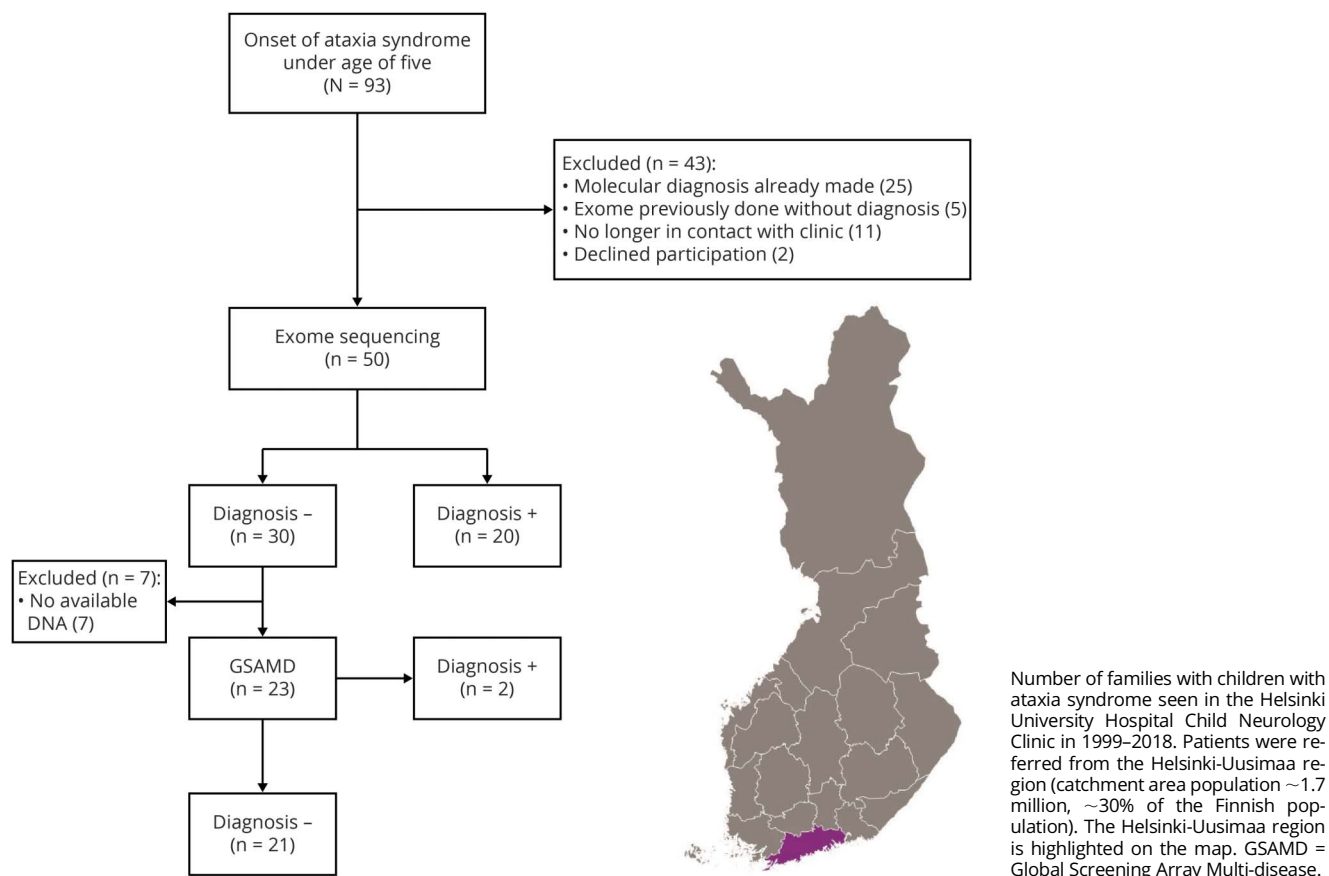 Onset of ataxia syndrome
under age of five
(N = 93)
Excluded (n = 43):
• Molecular diagnosis already made (25)
• Exome previously done without diagnosis (5)
• No longer in contact with clinic (11)
• Declined participation (2)
Exome sequencing
(n = 50)
Diagnosis –
(n = 30)
Diagnosis +
(n = 20)
Excluded (n = 7):
• No available
DNA (7)
GSAMD
(n = 23)
Diagnosis +
(n = 2)
Diagnosis –
(n = 21)
Number of families with children with
ataxia syndrome seen in the Helsinki
University Hospital Child Neurology
Clinic in 1999–2018. Patients were re-
ferred from the Helsinki-Uusimaa re-
gion (catchment area population ~1.7
million, ~30% of the Finnish pop-
ulation). The Helsinki-Uusimaa region
is highlighted on the map. GSAMD =
Global Screening Array Multi-disease.